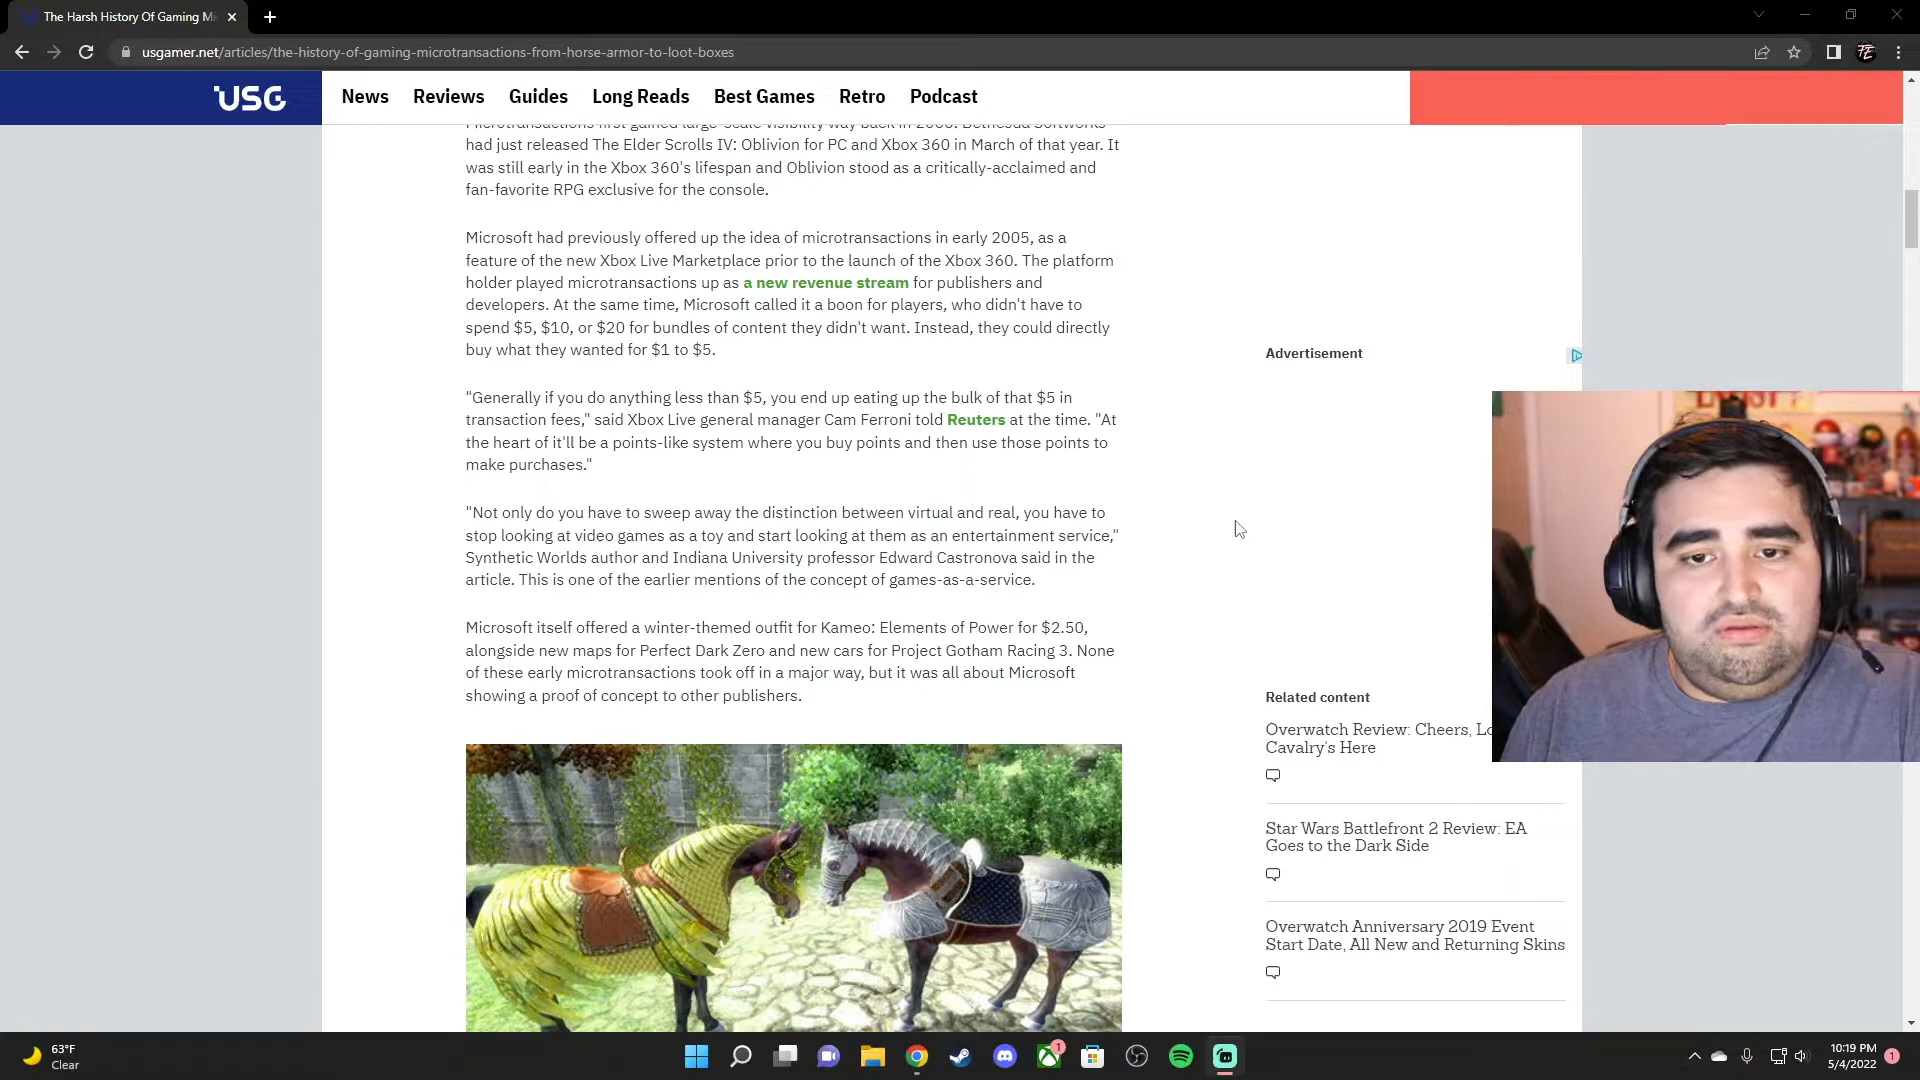 The Harsh History Of Gaming Mi
usgamer.net/articles/the-history-of-gaming-microtransactions-from-horse-armor-to-loot-boxes
USG
News Reviews Guides Long Reads Best Games Retro Podcast
Microtransactions first gained large-scale visibility way back in 2006. Bethesda Softworks
had just released The Elder Scrolls IV: Oblivion for PC and Xbox 360 in March of that year. It
was still early in the Xbox 360's lifespan and Oblivion stood as a critically-acclaimed and
fan-favorite RPG exclusive for the console.
Microsoft had previously offered up the idea of microtransactions in early 2005, as a
feature of the new Xbox Live Marketplace prior to the launch of the Xbox 360. The platform
holder played microtransactions up as a new revenue stream for publishers and
developers. At the same time, Microsoft called it a boon for players, who didn't have to
spend $5, $10, or $20 for bundles of content they didn't want. Instead, they could directly
buy what they wanted for $1 to $5.
"Generally if you do anything less than $5, you end up eating up the bulk of that $5 in
transaction fees," said Xbox Live general manager Cam Ferroni told Reuters at the time. "At
the heart of it'll be a points-like system where you buy points and then use those points to
make purchases."
"Not only do you have to sweep away the distinction between virtual and real, you have to
stop looking at video games as a toy and start looking at them as an entertainment service,"
Synthetic Worlds author and Indiana University professor Edward Castronova said in the
article. This is one of the earlier mentions of the concept of games-as-a-service.
Microsoft itself offered a winter-themed outfit for Kameo: Elements of Power for $2.50,
alongside new maps for Perfect Dark Zero and new cars for Project Gotham Racing 3. None
of these early microtransactions took off in a major way, but it was all about Microsoft
showing a proof of concept to other publishers.
Advertisement
Related content
Overwatch Review: Cheers, Lo
Cavalry's Here
Star Wars Battlefront 2 Review: EA
Goes to the Dark Side
Overwatch Anniversary 2019 Event
Start Date, All New and Returning Skins
63°F
Clear
1
10:19 PM
5/4/2022
1